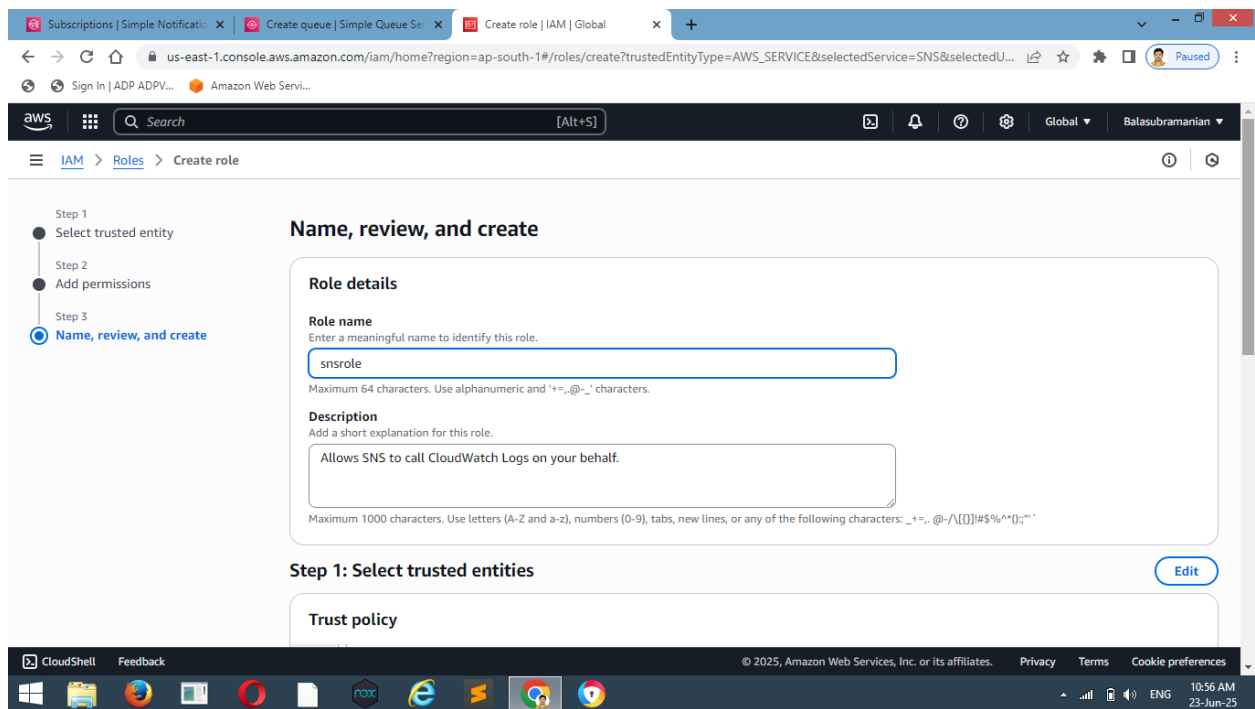 Subscriptions | Simple Notificatio
Create queue | Simple Queue Ser
Create role | IAM | Global
us-east-1.console.aws.amazon.com/iam/home?region=ap-south-1#/roles/create?trustedEntityType=AWS_SERVICE&selectedService=SNS&selectedU...
Paused
Sign In | ADP ADPV...
Amazon Web Servi...
aws
Search
[Alt+S]
Global
Balasubramanian
IAM > Roles > Create role
Step 1
Select trusted entity
Step 2
Add permissions
Step 3
Name, review, and create
Name, review, and create
Role details
Role name
Enter a meaningful name to identify this role.
snsrole
Maximum 64 characters. Use alphanumeric and '+=,.@-_' characters.
Description
Add a short explanation for this role.
Allows SNS to call CloudWatch Logs on your behalf.
Maximum 1000 characters. Use letters (A-Z and a-z), numbers (0-9), tabs, new lines, or any of the following characters: _+=,. @-/\[{}]!#$%^*();:"'`
Step 1: Select trusted entities
Edit
Trust policy
CloudShell
Feedback
© 2025, Amazon Web Services, Inc. or its affiliates.
Privacy
Terms
Cookie preferences
nox
ENG
10:56 AM
23-Jun-25